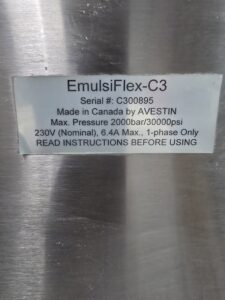 EmulsiFlex-C3
Serial #: C300895
Made in Canada by AVESTIN
Max. Pressure 2000bar/30000psi
230V (Nominal), 6.4A Max., 1-phase Only
READ INSTRUCTIONS BEFORE USING